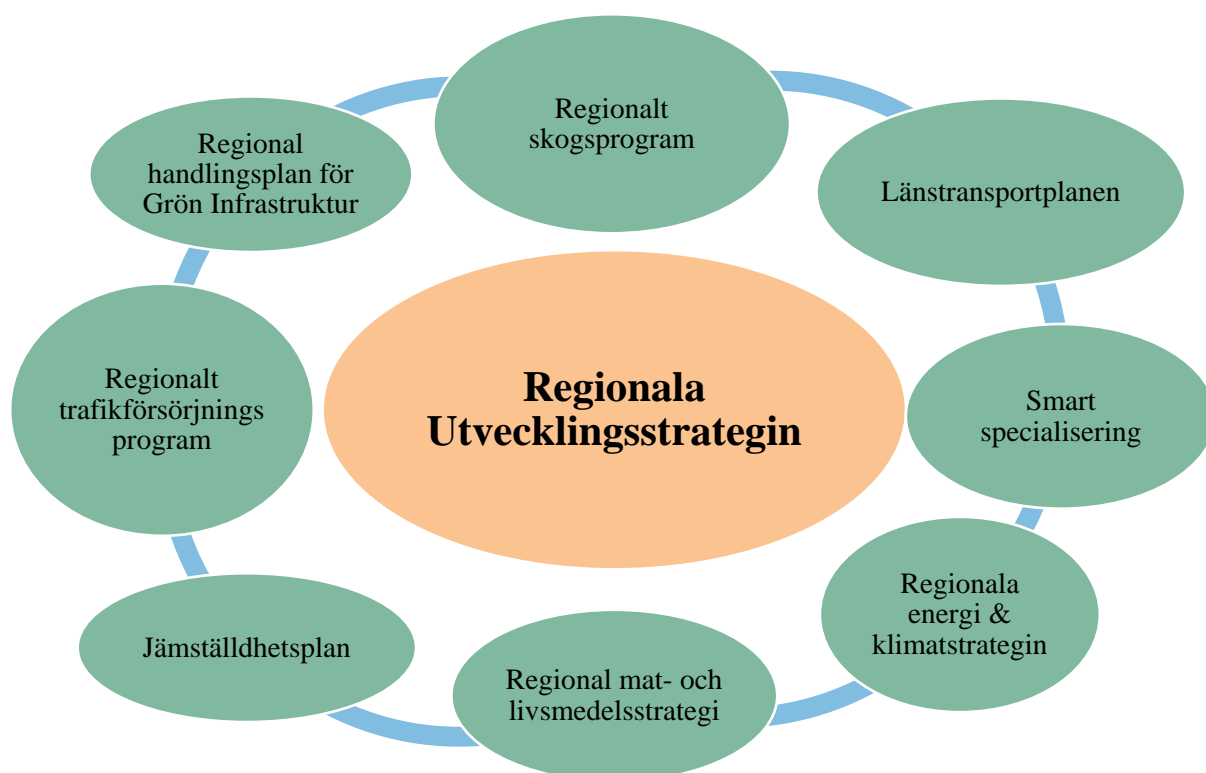 Regionalt
skogsprogram
Länstransportplanen
Smart
specialisering
Regionala
energi &
klimatstrategin
Regional mat- och
livsmedelsstrategi
Jämställdhetsplan
Regionalt
trafikförsörjnings
program
Regional
handlingsplan för
Grön Infrastruktur
Regionala
Utvecklingsstrategin